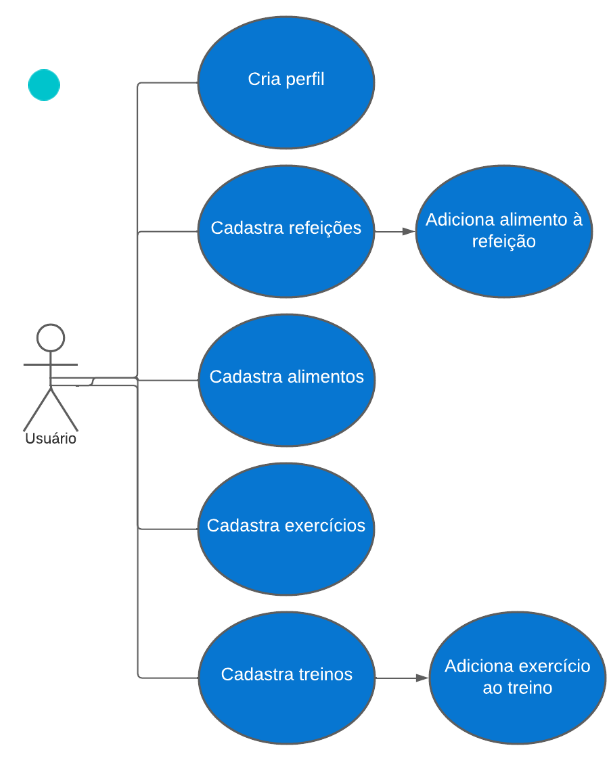 Cria perfil
Cadastra refeições
Adiciona alimento à
refeição
Cadastra alimentos
Usuário
Cadastra exercícios
Cadastra treinos
Adiciona exercício
ao treino